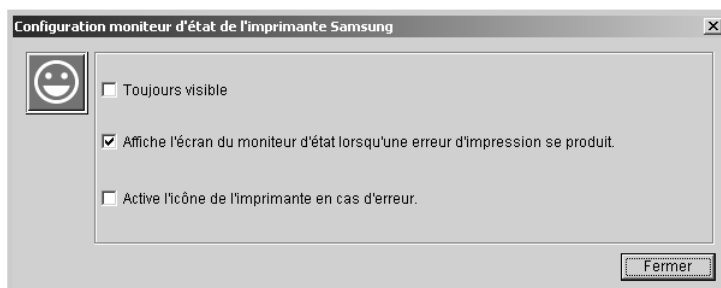 Configuration moniteur d'état de l'imprimante Samsung
Toujours visible
Affiche l'écran du moniteur d'état lorsqu'une erreur d'impression se produit.
Active l'icône de l'imprimante en cas d'erreur.
Fermer